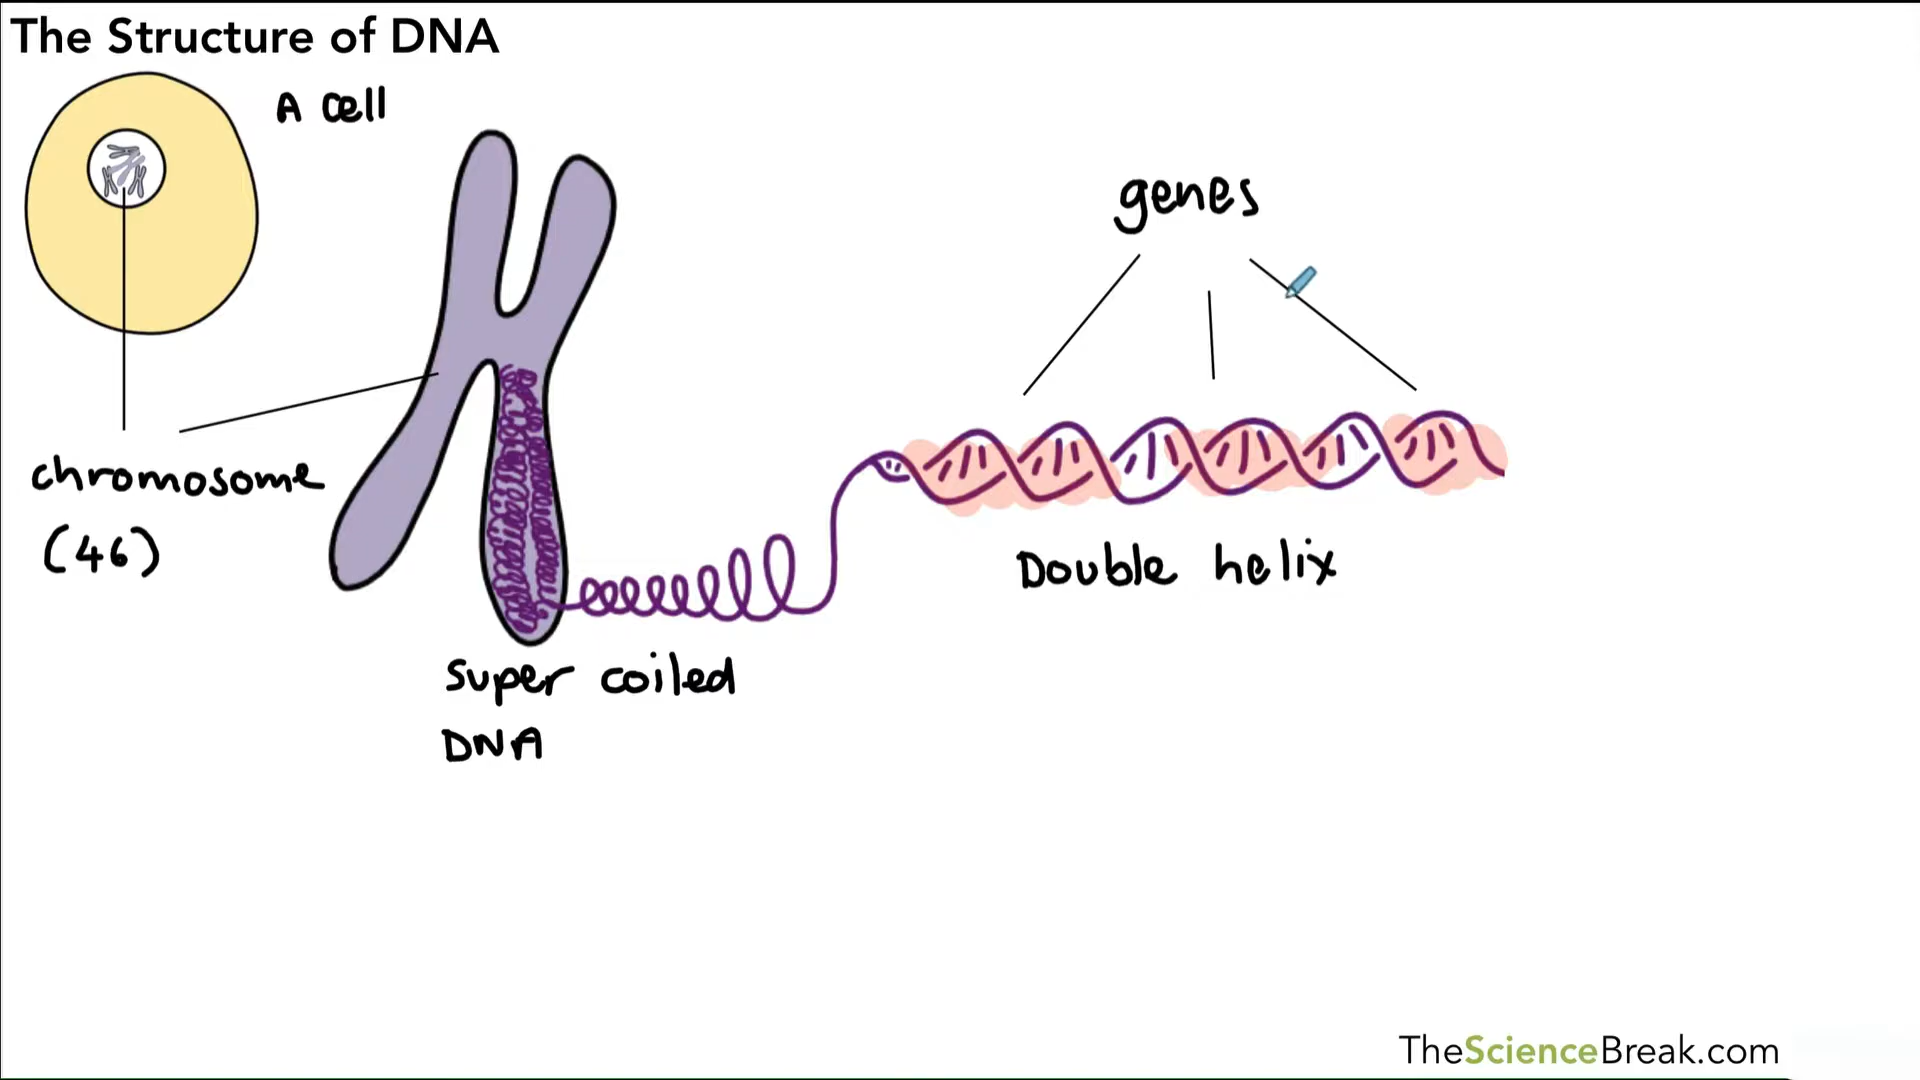 The Structure of DNA
A cell
genes
chromosome
(46)
Double helix
super coiled
DNA
TheScienceBreak.com